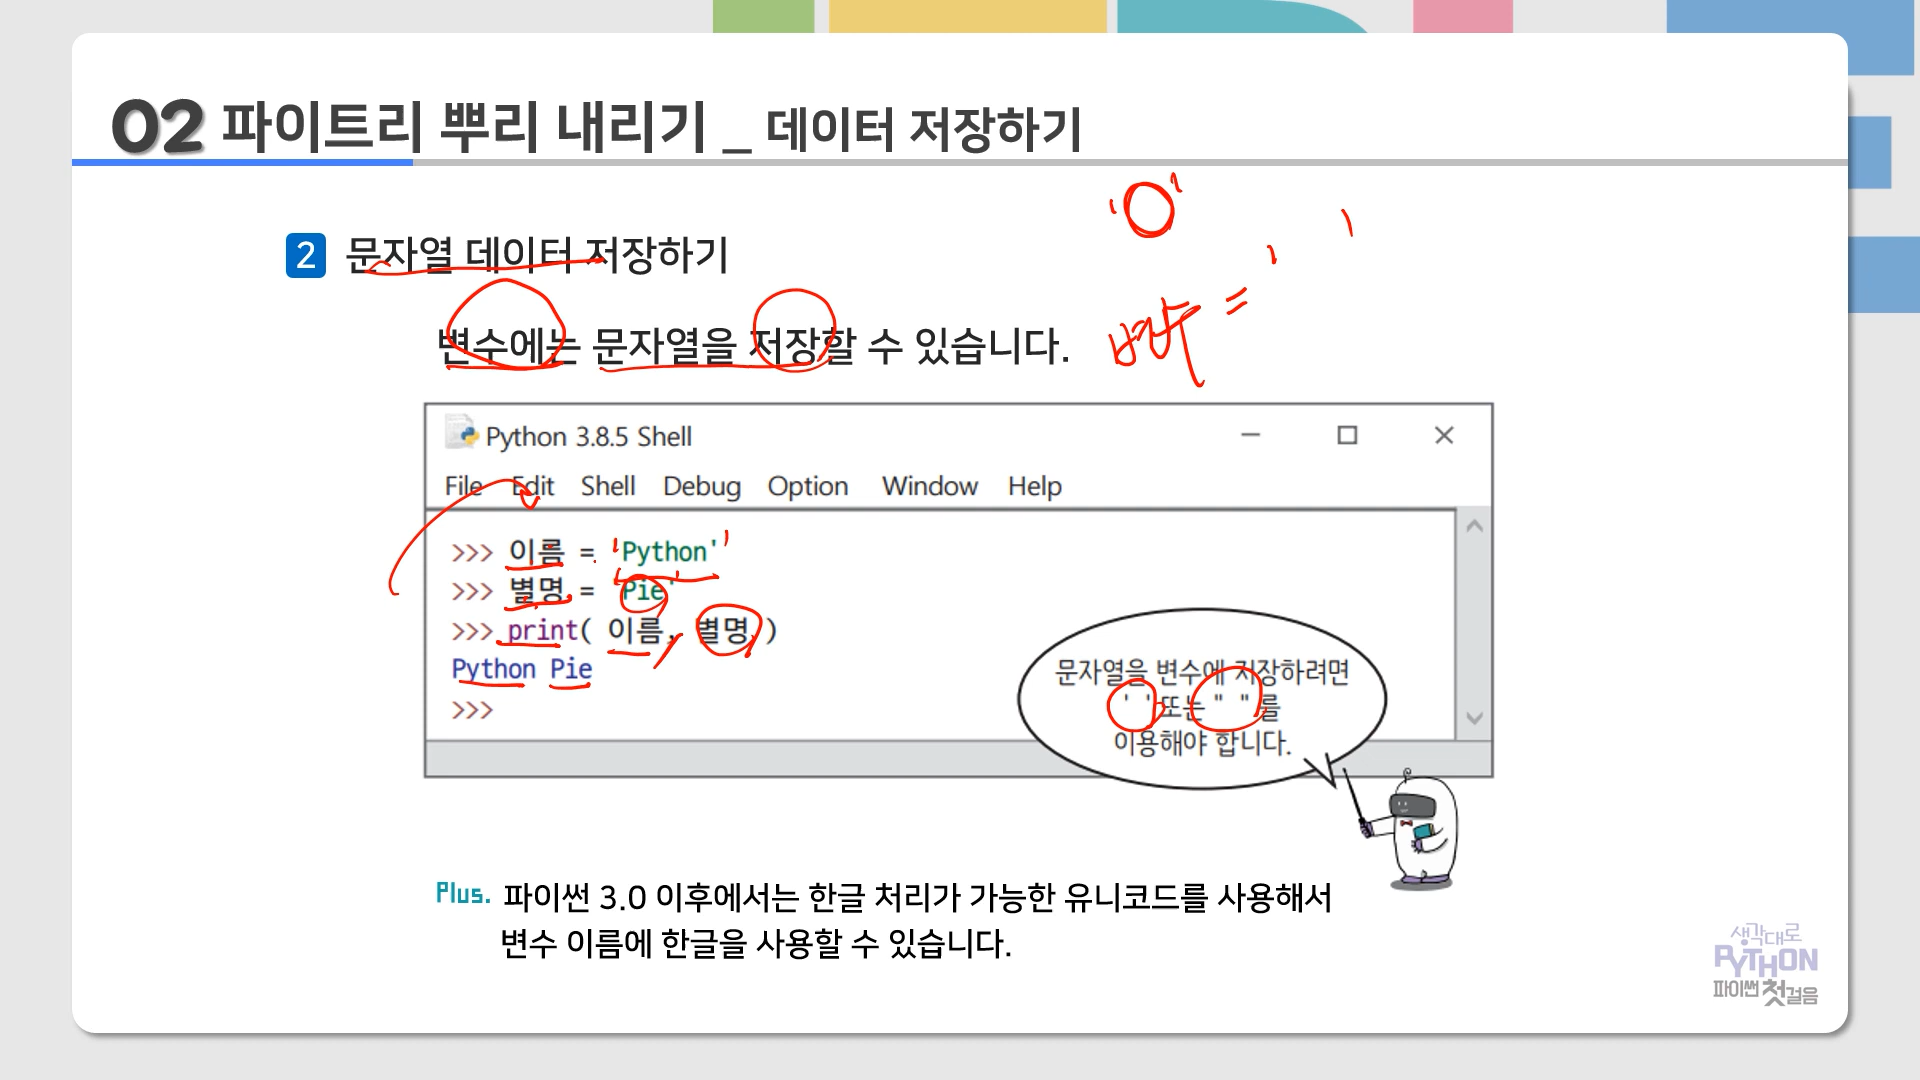 02 파이트리 뿌리 내리기 _ 데이터 저장하기
2 문자열 데이터 저장하기
변수에는 문자열을 저장할 수 있습니다.
변수 = ' '
'0'
Python 3.8.5 Shell
File Edit Shell Debug Option Window Help
>>> 이름 = 'Python'
>>> 별명 = 'Pie'
>>> print( 이름, 별명 )
Python Pie
>>>
문자열을 변수에 저장하려면
' ' 또는 " " 를
이용해야 합니다.
Plus. 파이썬 3.0 이후에서는 한글 처리가 가능한 유니코드를 사용해서
변수 이름에 한글을 사용할 수 있습니다.
생각대로
PYTHON
파이썬 첫걸음